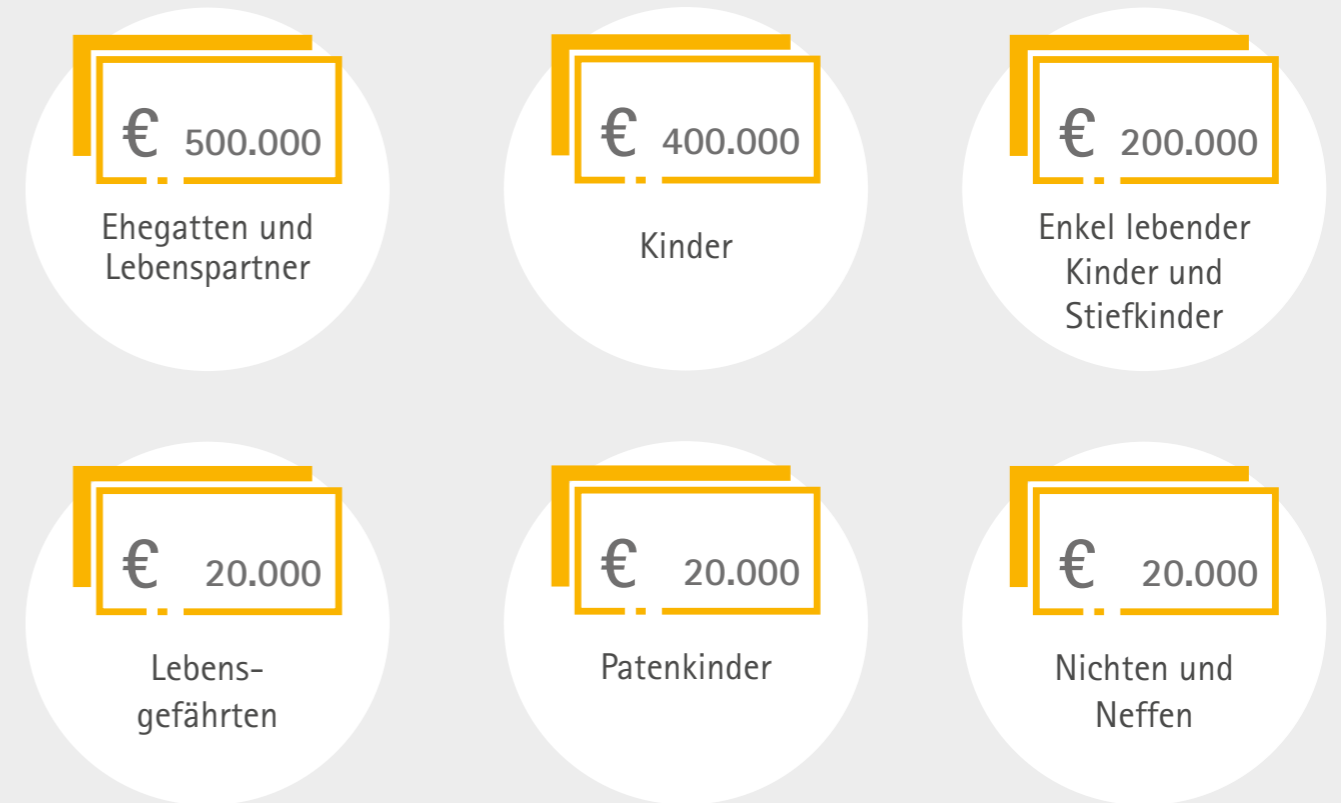 € 500.000
Ehegatten und
Lebenspartner
€ 400.000
Kinder
€ 200.000
Enkel lebender
Kinder und
Stiefkinder
€ 20.000
Lebens-
gefährten
€ 20.000
Patenkinder
€ 20.000
Nichten und
Neffen